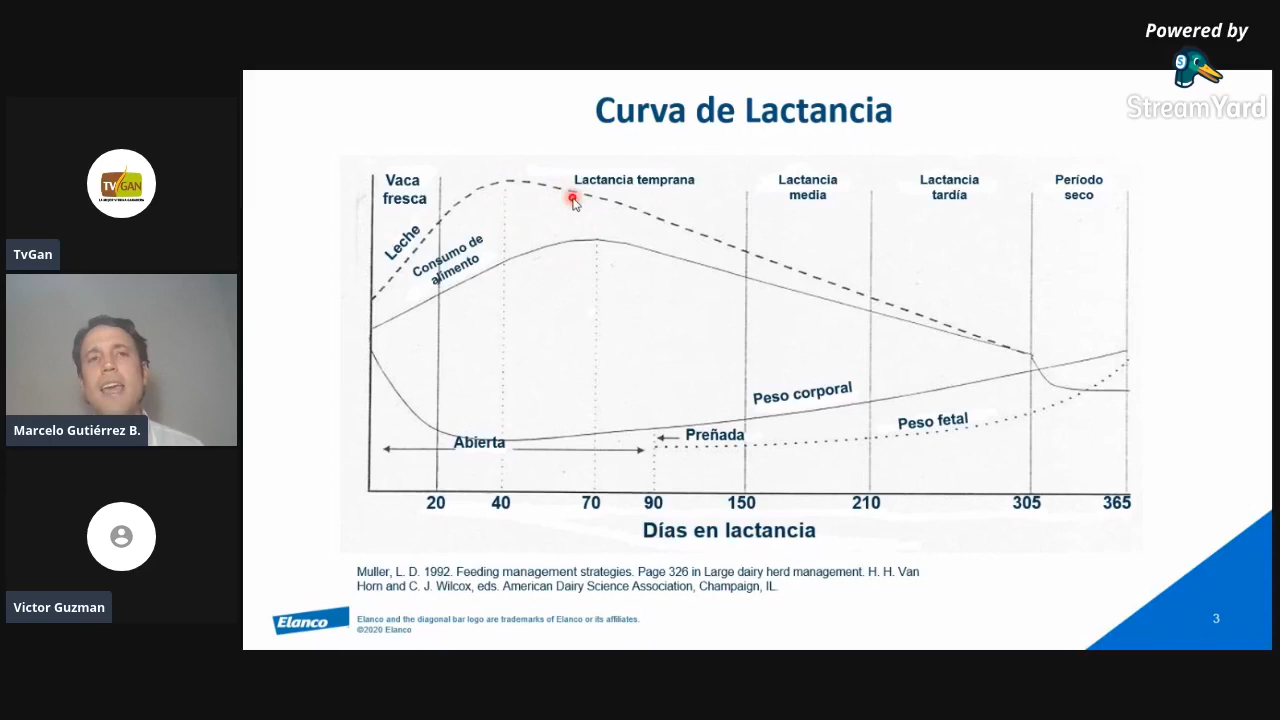 Powered by
StreamYard
TV GAN
TvGan
Marcelo Gutiérrez B.
Victor Guzman
Curva de Lactancia
Vaca
fresca
Lactancia temprana
Lactancia
media
Lactancia
tardía
Período
seco
Leche
Consumo de
alimento
Peso corporal
Peso fetal
Abierta
Preñada
20 40 70 90 150 210 305 365
Días en lactancia
Muller, L. D. 1992. Feeding management strategies. Page 326 in Large dairy herd management. H. H. Van
Horn and C. J. Wilcox, eds. American Dairy Science Association, Champaign, IL.
Elanco
Elanco and the diagonal bar logo are trademarks of Elanco or its affiliates.
©2020 Elanco
3